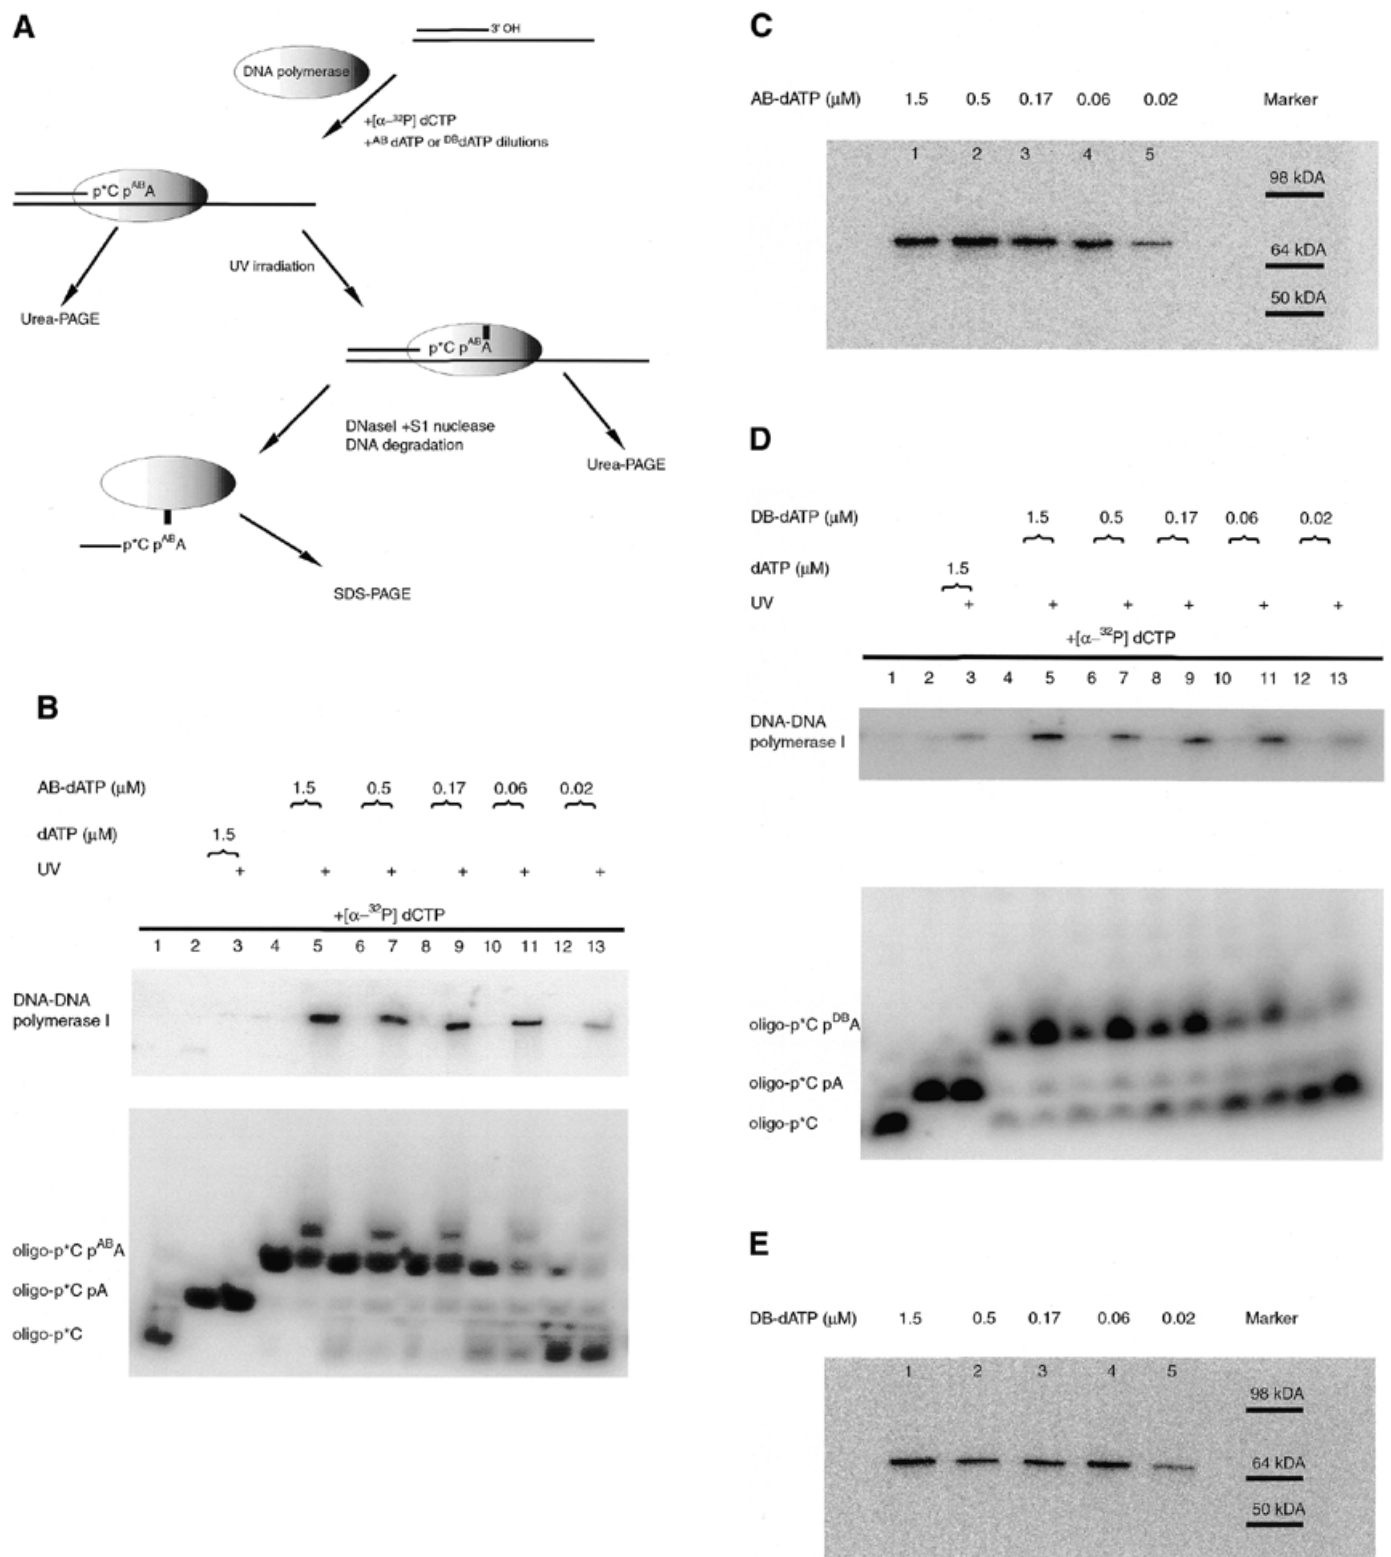 A
3' OH
DNA polymerase
+[α–³²P] dCTP
+ᴬᴮ dATP or ᴰᴮdATP dilutions
p*C pᴬᴮA
UV irradiation
Urea-PAGE
p*C pᴬᴮA
DNaseI +S1 nuclease
DNA degradation
Urea-PAGE
p*C pᴬᴮA
SDS-PAGE
B
AB-dATP (μM) 1.5 0.5 0.17 0.06 0.02
dATP (μM) 1.5
UV + + + + + +
+[α–³²P] dCTP
1 2 3 4 5 6 7 8 9 10 11 12 13
DNA-DNA
polymerase I
oligo-p*C pᴬᴮA
oligo-p*C pA
oligo-p*C
C
AB-dATP (μM) 1.5 0.5 0.17 0.06 0.02 Marker
1 2 3 4 5
98 kDA
64 kDA
50 kDA
D
DB-dATP (μM) 1.5 0.5 0.17 0.06 0.02
dATP (μM) 1.5
UV + + + + + +
+[α–³²P] dCTP
1 2 3 4 5 6 7 8 9 10 11 12 13
DNA-DNA
polymerase I
oligo-p*C pᴰᴮA
oligo-p*C pA
oligo-p*C
E
DB-dATP (μM) 1.5 0.5 0.17 0.06 0.02 Marker
1 2 3 4 5
98 kDA
64 kDA
50 kDA